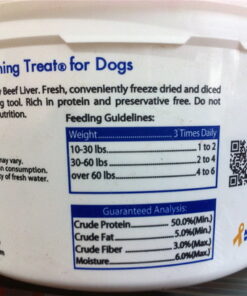 ning Treat® for Dogs
Beef Liver. Fresh, conveniently freeze dried and diced
ng tool. Rich in protein and preservative free. Do not
nutrition.
Feeding Guidelines:
Weight 3 Times Daily
10-30 lbs 1 to 2
30-60 lbs 2 to 4
over 60 lbs 4 to 6
may vary.
on consumption.
y of fresh water.
Guaranteed Analysis:
Crude Protein 50.0%(Min.)
Crude Fat 5.0%(Min.)
Crude Fiber 3.0%(Max.)
Moisture 6.0%(Max.)